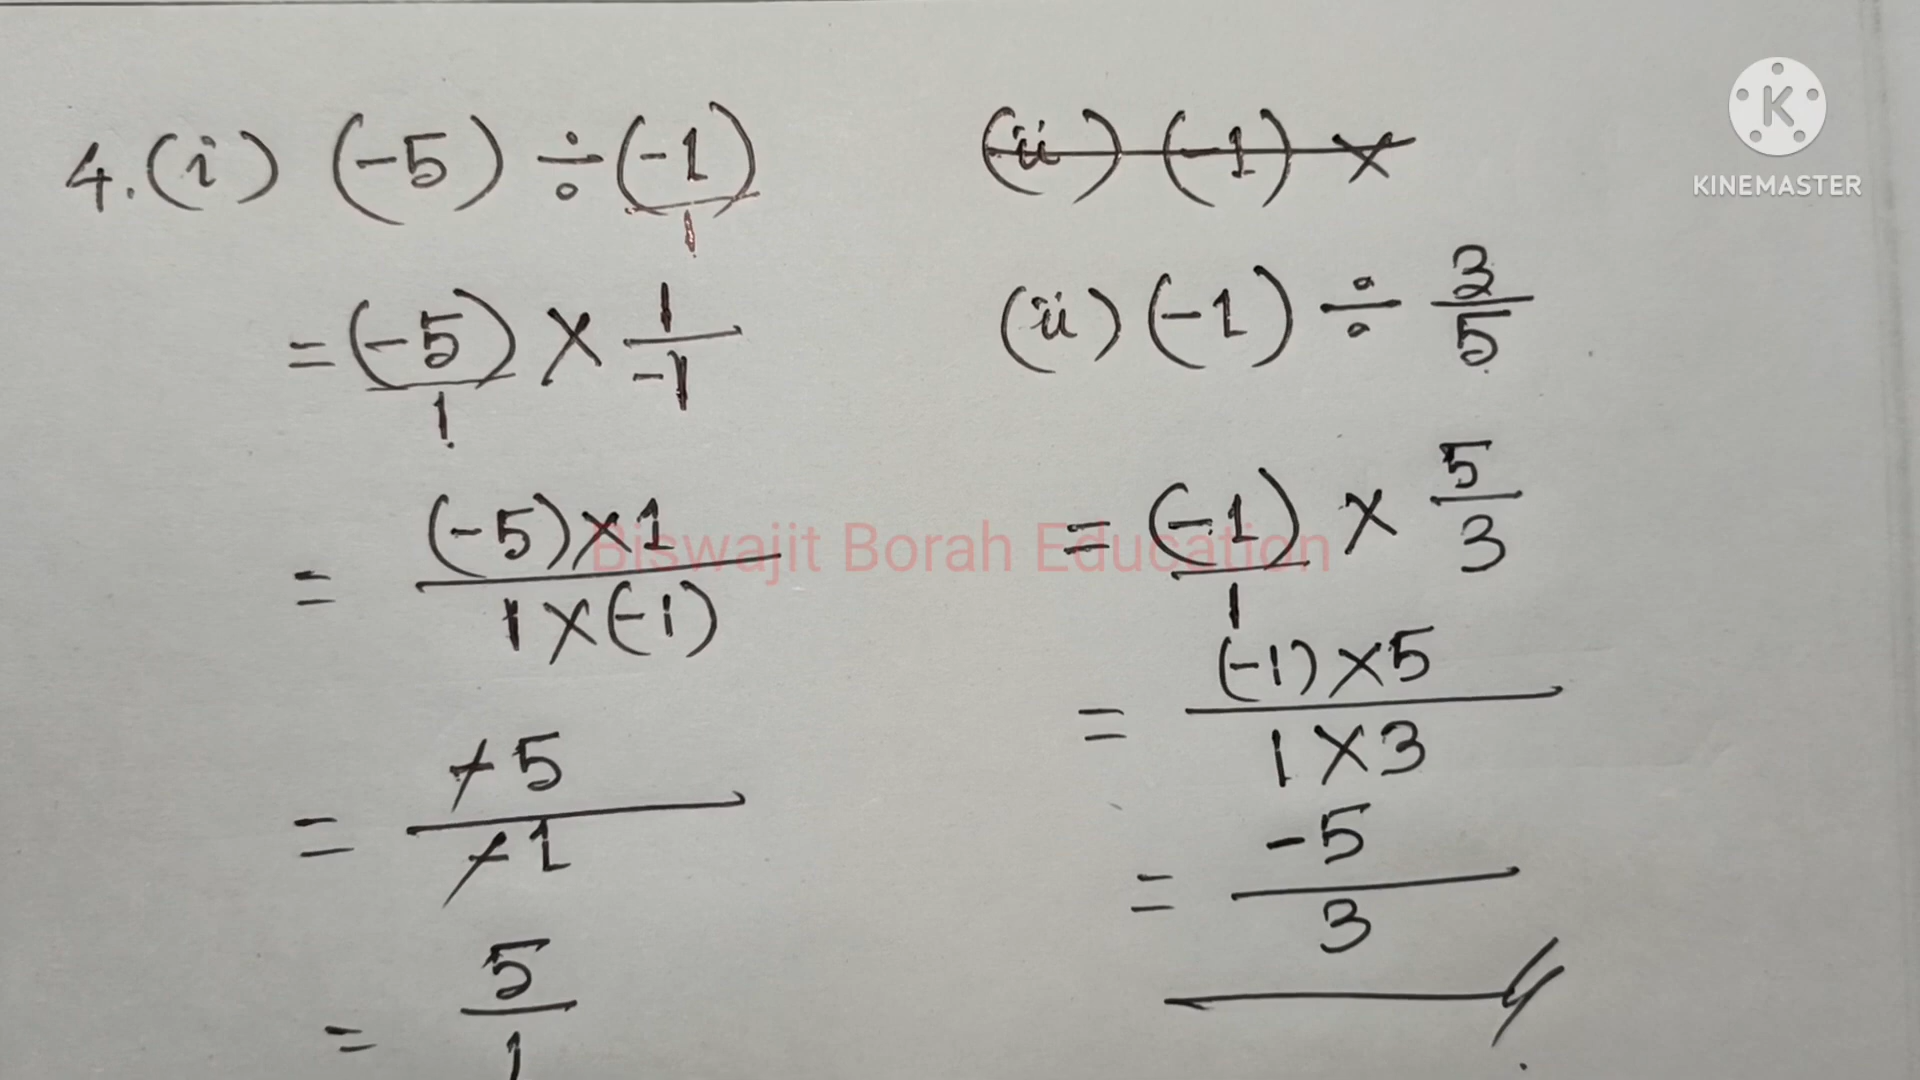 4. (i) (-5) ÷ (-1)/1
= (-5)/1 × 1/-1
= (-5)×1 / 1×(-1)
= -5 / -1
= 5/1
(ii) (-1) ×
(ii) (-1) ÷ 3/5
= (-1)/1 × 5/3
= (-1)×5 / 1×3
= -5/3
KINEMASTER
Biswajit Borah Education